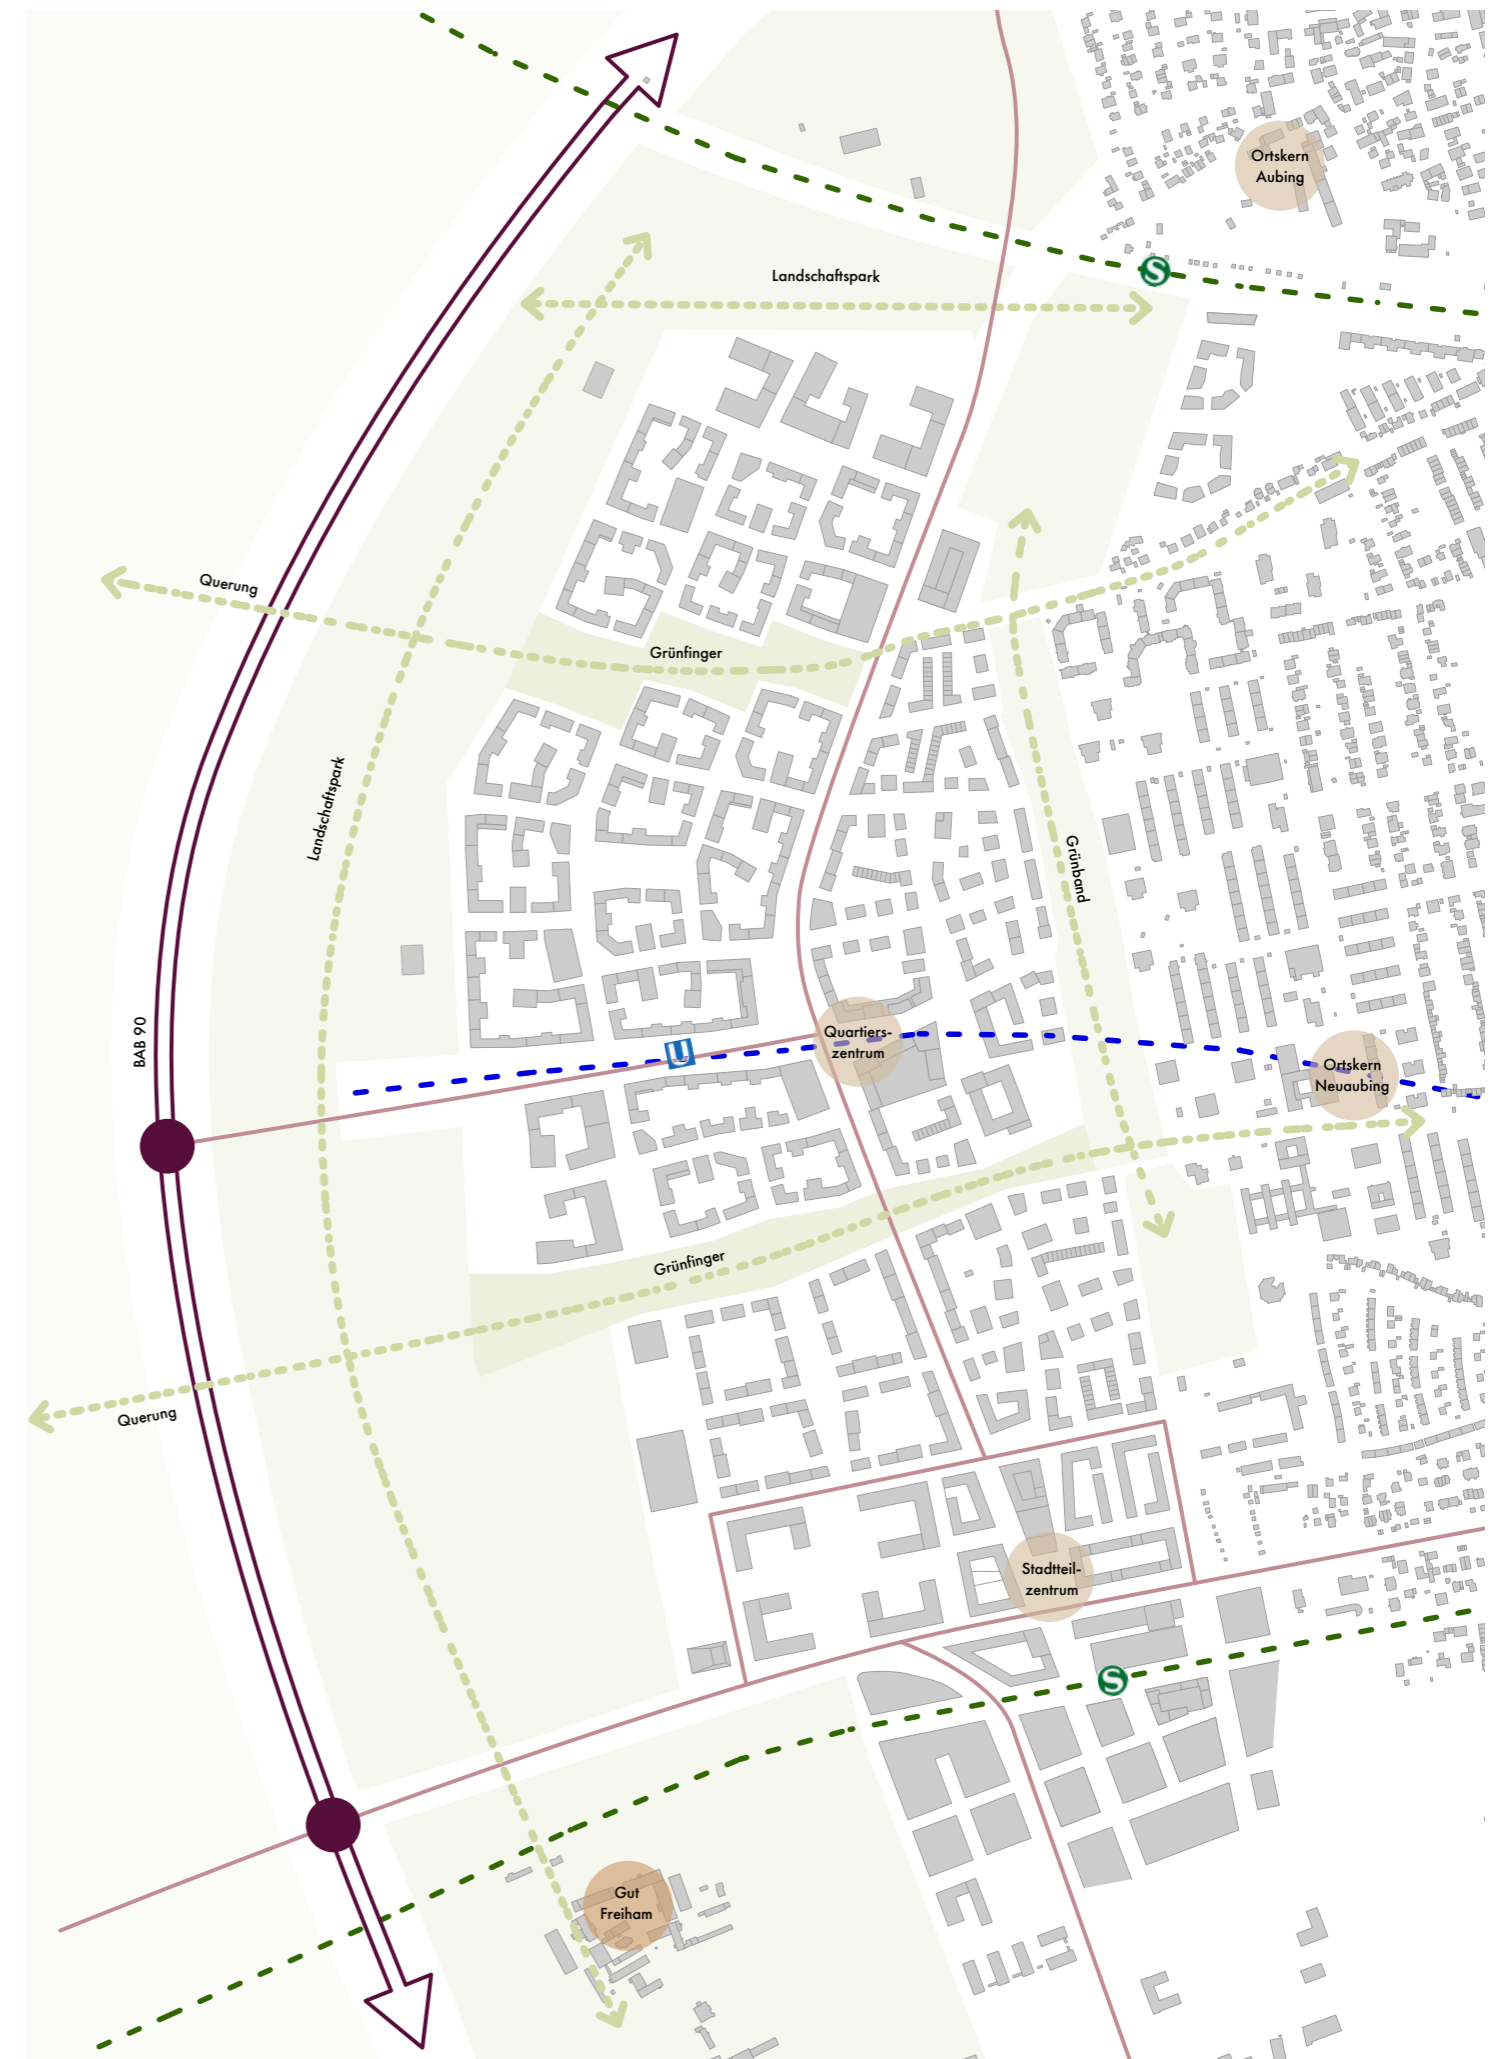 Ortskern
Aubing
S
Landschaftspark
Querung
Grünfinger
Landschaftspark
Grünband
BAB 90
U
Quartiers-
zentrum
Ortskern
Neuaubing
Grünfinger
Querung
Stadtteil-
zentrum
S
Gut
Freiham